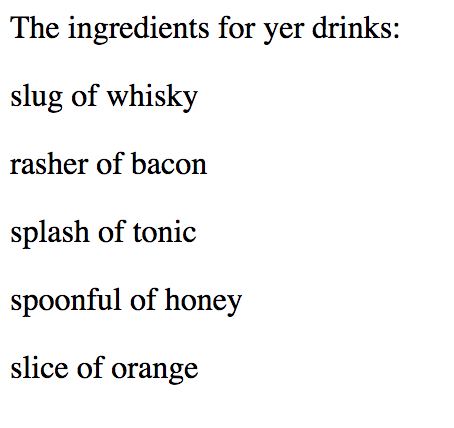 The ingredients for yer drinks:
slug of whisky
rasher of bacon
splash of tonic
spoonful of honey
slice of orange